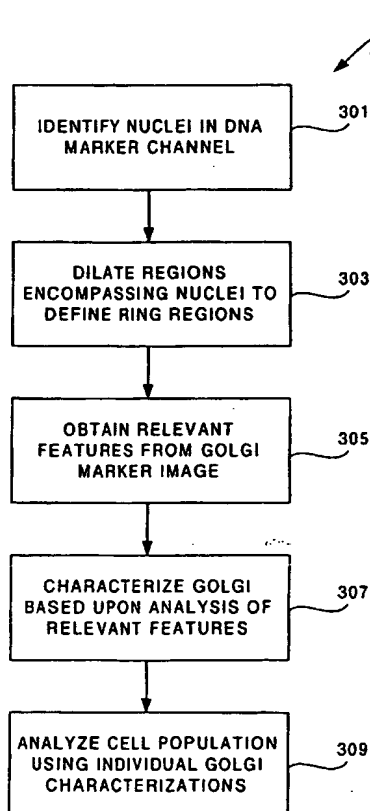 IDENTIFY NUCLEI IN DNA
MARKER CHANNEL
301
DILATE REGIONS
ENCOMPASSING NUCLEI TO
DEFINE RING REGIONS
303
OBTAIN RELEVANT
FEATURES FROM GOLGI
MARKER IMAGE
305
CHARACTERIZE GOLGI
BASED UPON ANALYSIS OF
RELEVANT FEATURES
307
ANALYZE CELL POPULATION
USING INDIVIDUAL GOLGI
CHARACTERIZATIONS
309